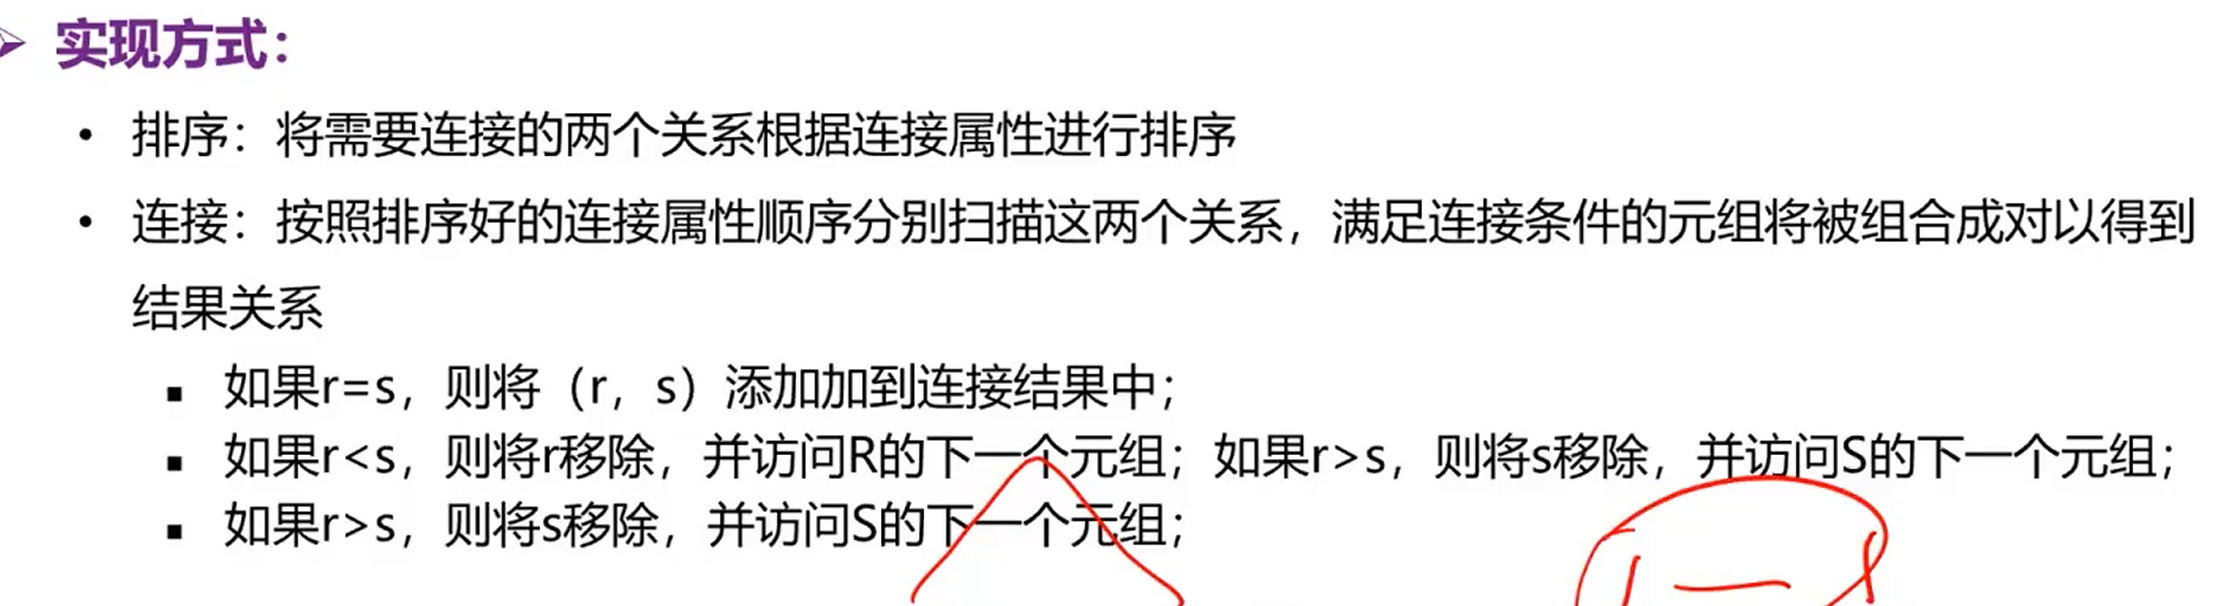 实现方式：
• 排序：将需要连接的两个关系根据连接属性进行排序
• 连接：按照排序好的连接属性顺序分别扫描这两个关系，满足连接条件的元组将被组合成对以得到
结果关系
▪ 如果r=s，则将（r，s）添加加到连接结果中；
▪ 如果r<s，则将r移除，并访问R的下一个元组；如果r>s，则将s移除，并访问S的下一个元组；
▪ 如果r>s，则将s移除，并访问S的下一个元组；